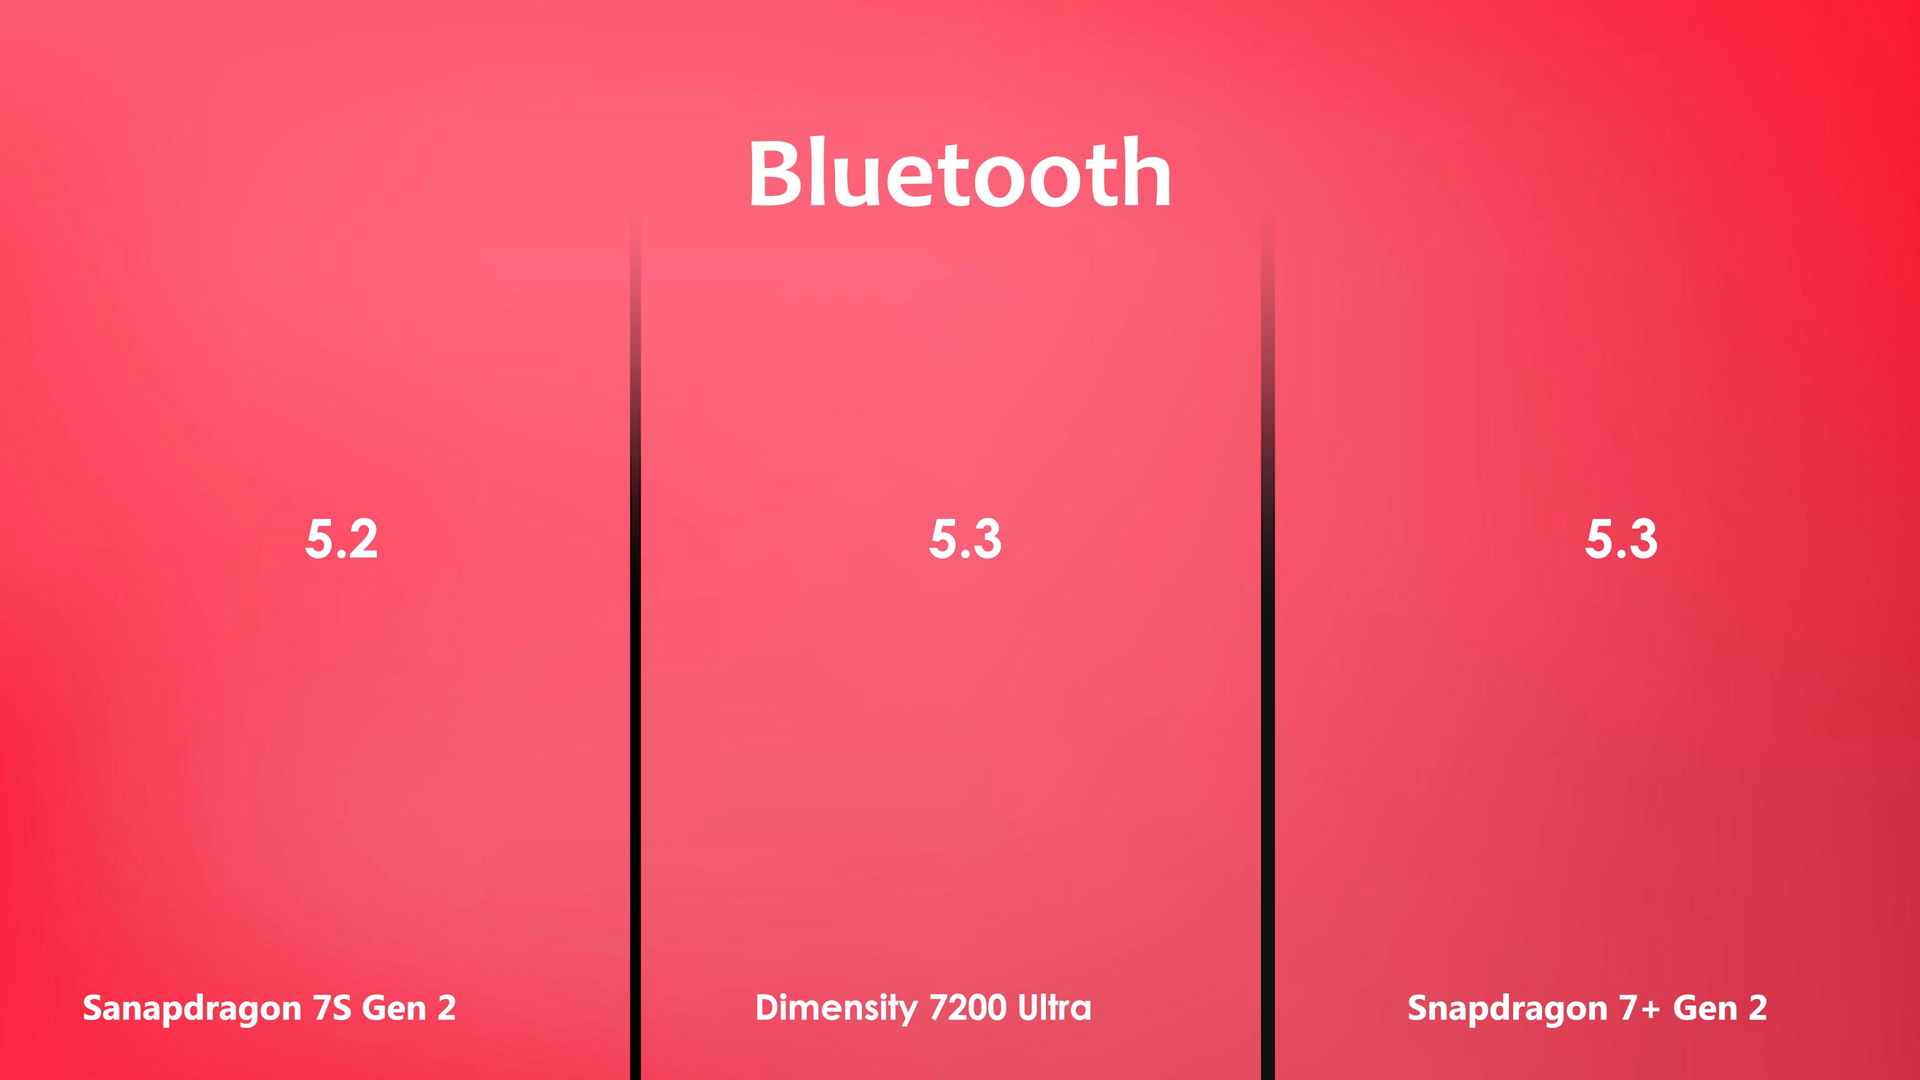 Bluetooth
5.2
5.3
5.3
Sanapdragon 7S Gen 2
Dimensity 7200 Ultra
Snapdragon 7+ Gen 2